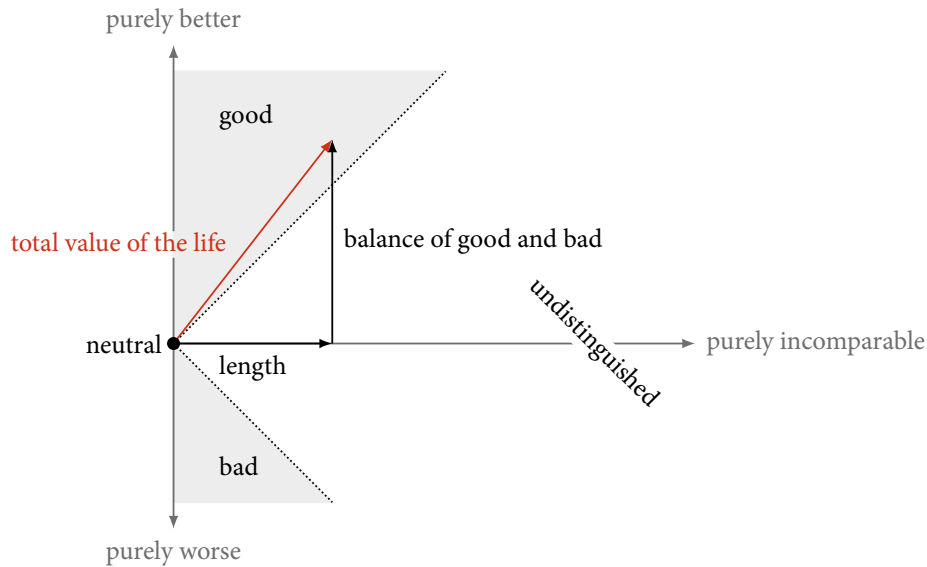 purely better
good
total value of the life
balance of good and bad
undistinguished
neutral
purely incomparable
length
bad
purely worse